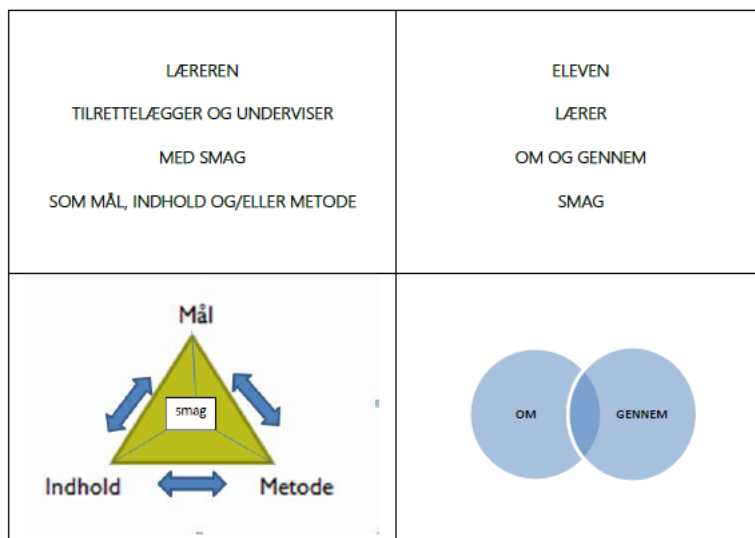 LÆREREN
TILRETTELÆGGER OG UNDERVISER
MED SMAG
SOM MÅL, INDHOLD OG/ELLER METODE
ELEVEN
LÆRER
OM OG GENNEM
SMAG
Mål
smag
Indhold
Metode
OM
GENNEM